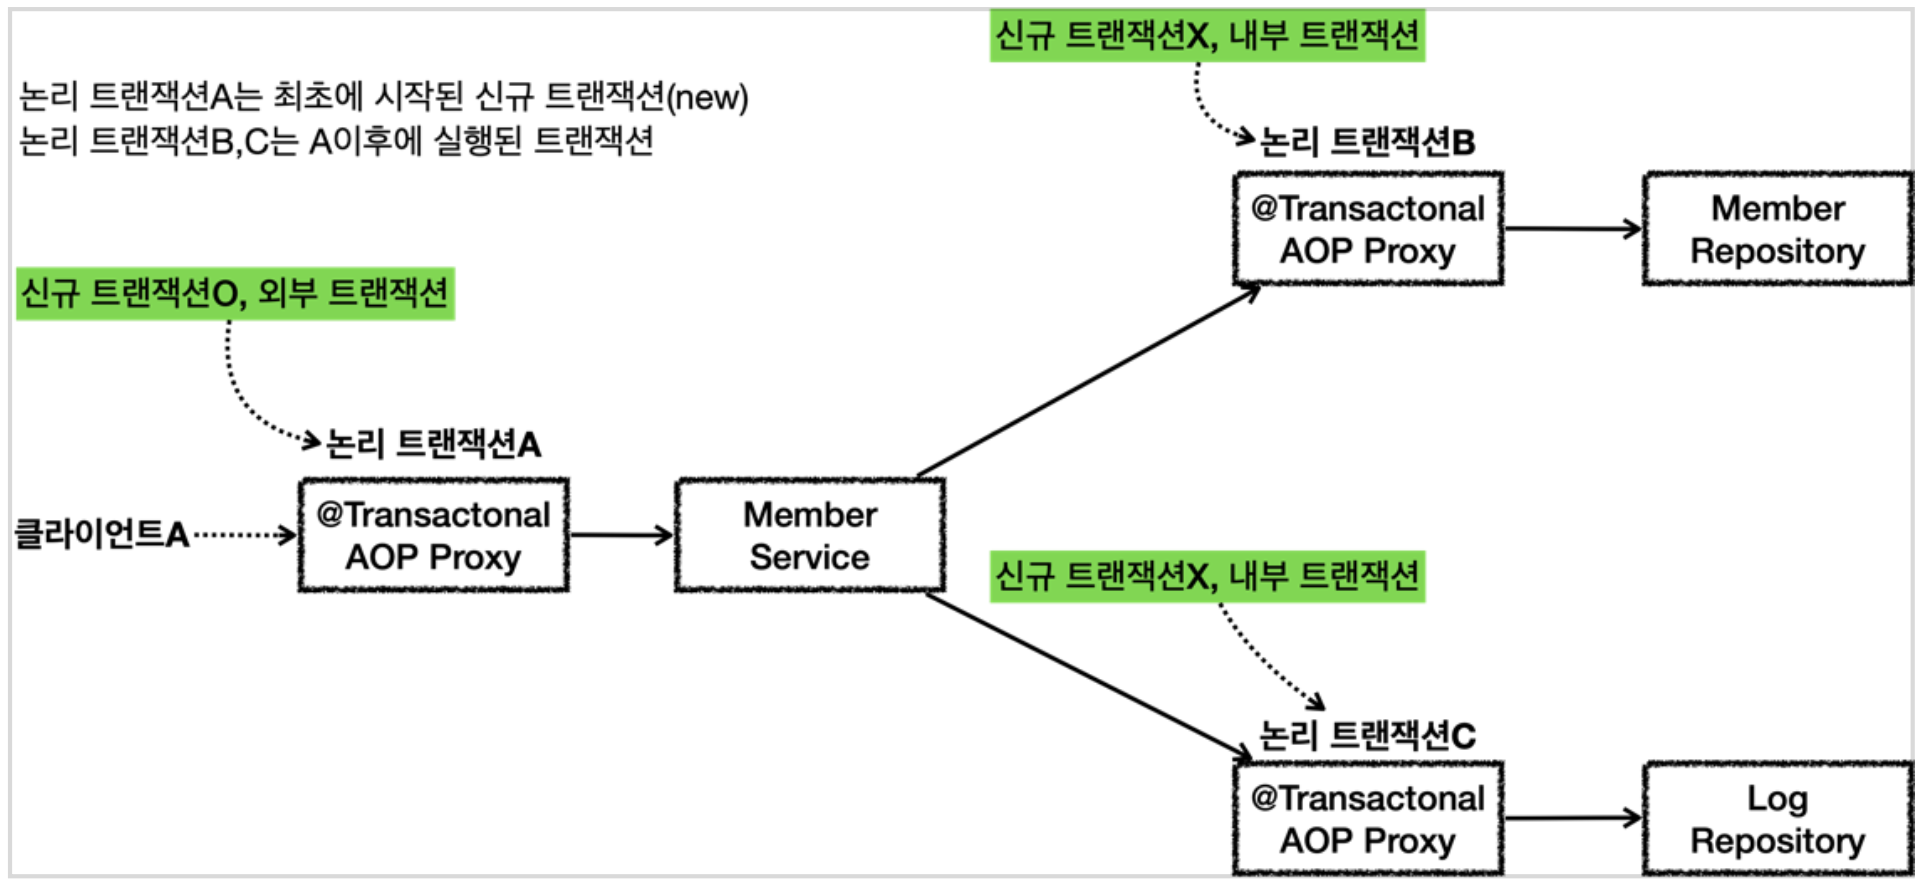 신규 트랜잭션X, 내부 트랜잭션
논리 트랜잭션A는 최초에 시작된 신규 트랜잭션(new)
논리 트랜잭션B,C는 A이후에 실행된 트랜잭션
논리 트랜잭션B
@Transactonal
AOP Proxy
Member
Repository
신규 트랜잭션O, 외부 트랜잭션
논리 트랜잭션A
클라이언트A
@Transactonal
AOP Proxy
Member
Service
신규 트랜잭션X, 내부 트랜잭션
논리 트랜잭션C
@Transactonal
AOP Proxy
Log
Repository